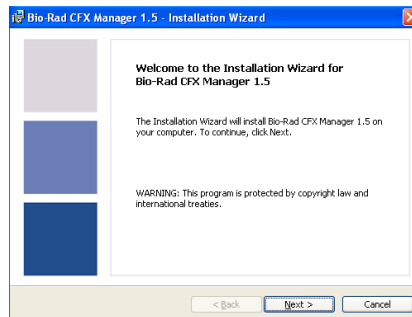 Bio-Rad CFX Manager 1.5 - Installation Wizard
Welcome to the Installation Wizard for
Bio-Rad CFX Manager 1.5
The Installation Wizard will install Bio-Rad CFX Manager 1.5 on
your computer. To continue, click Next.
WARNING: This program is protected by copyright law and
international treaties.
< Back
Next >
Cancel